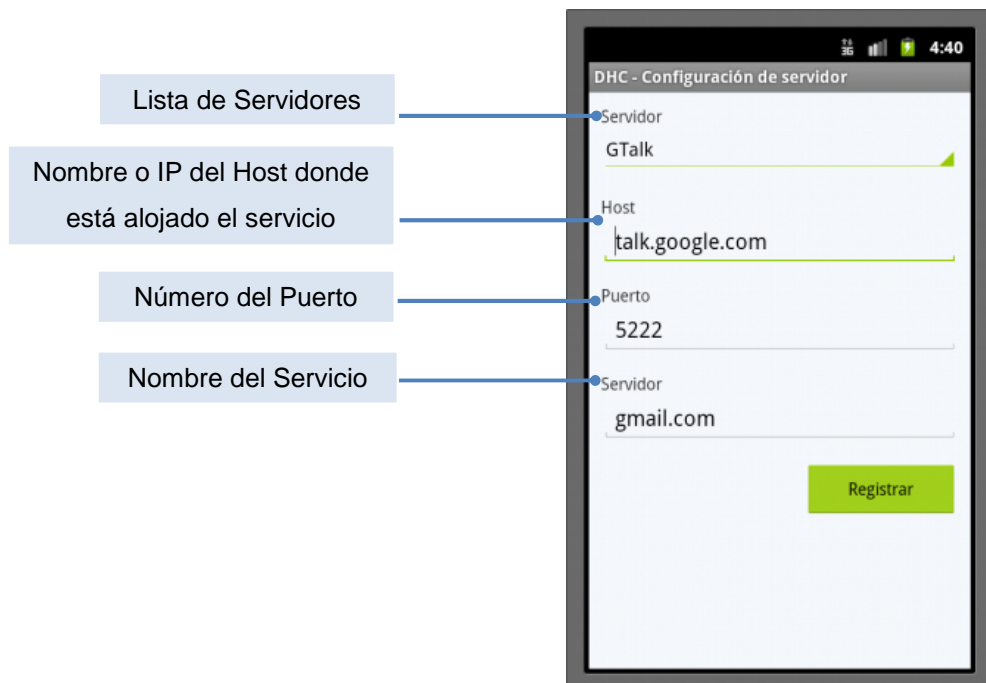 3G 4:40
DHC - Configuración de servidor
Lista de Servidores
Servidor
GTalk
Nombre o IP del Host donde
está alojado el servicio
Host
talk.google.com
Número del Puerto
Puerto
5222
Nombre del Servicio
Servidor
gmail.com
Registrar